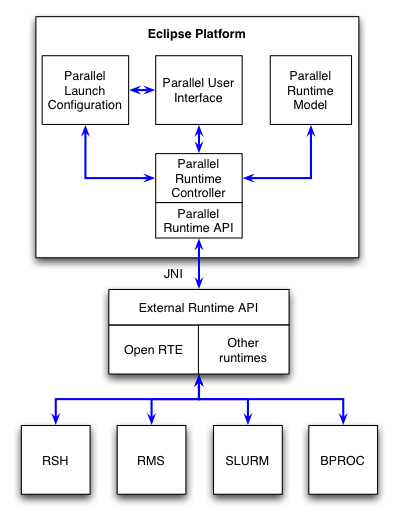 Eclipse Platform
Parallel
Launch
Configuration
Parallel User
Interface
Parallel
Runtime
Model
Parallel
Runtime
Controller
Parallel
Runtime API
JNI
External Runtime API
Open RTE
Other
runtimes
RSH
RMS
SLURM
BPROC